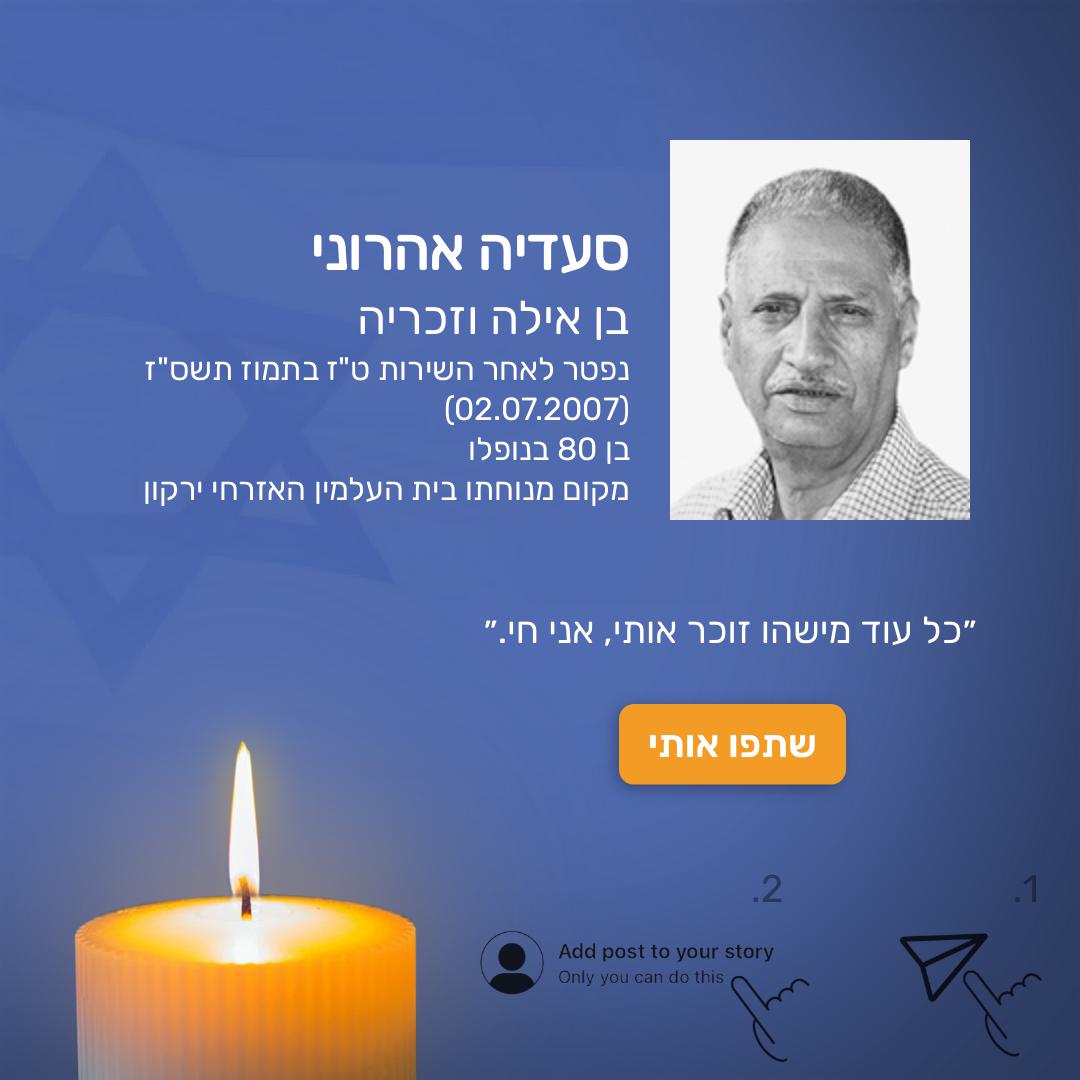 סעדיה אהרוני
בן אילה וזכריה
נפטר לאחר השירות ט"ז בתמוז תשס"ז
(02.07.2007)
בן 80 בנופלו
מקום מנוחתו בית העלמין האזרחי ירקון
״כל עוד מישהו זוכר אותי, אני חי.״
שתפו אותי
1.
2.
Add post to your story
Only you can do this